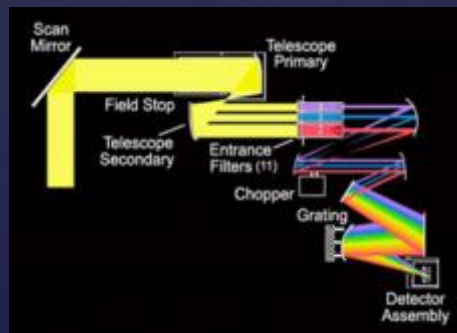 Scan
Mirror
Telescope
Primary
Field Stop
Telescope
Secondary
Entrance
Filters (11)
Chopper
Grating
Detector
Assembly